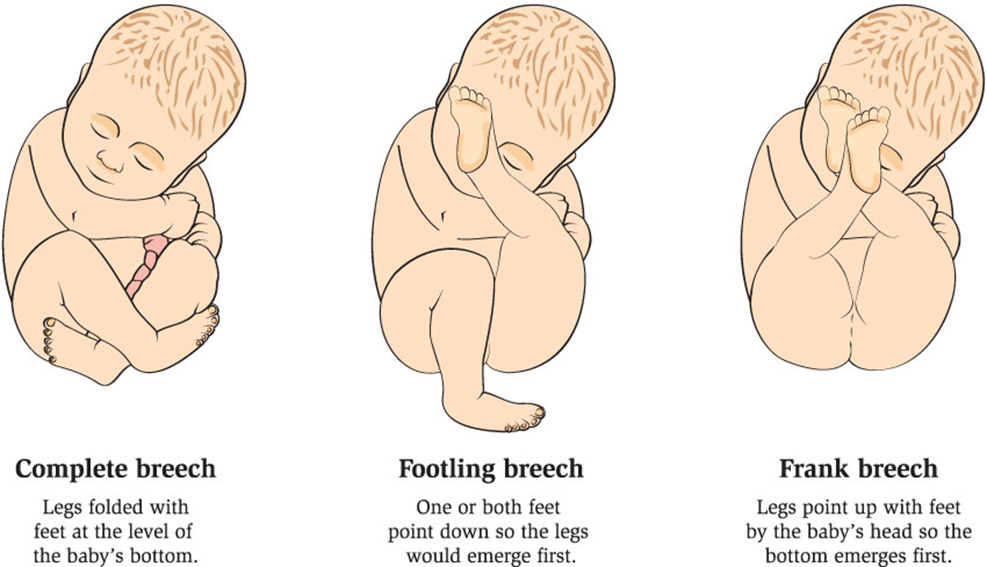 Complete breech
Legs folded with
feet at the level of
the baby's bottom.
Footling breech
One or both feet
point down so the legs
would emerge first.
Frank breech
Legs point up with feet
by the baby's head so the
bottom emerges first.